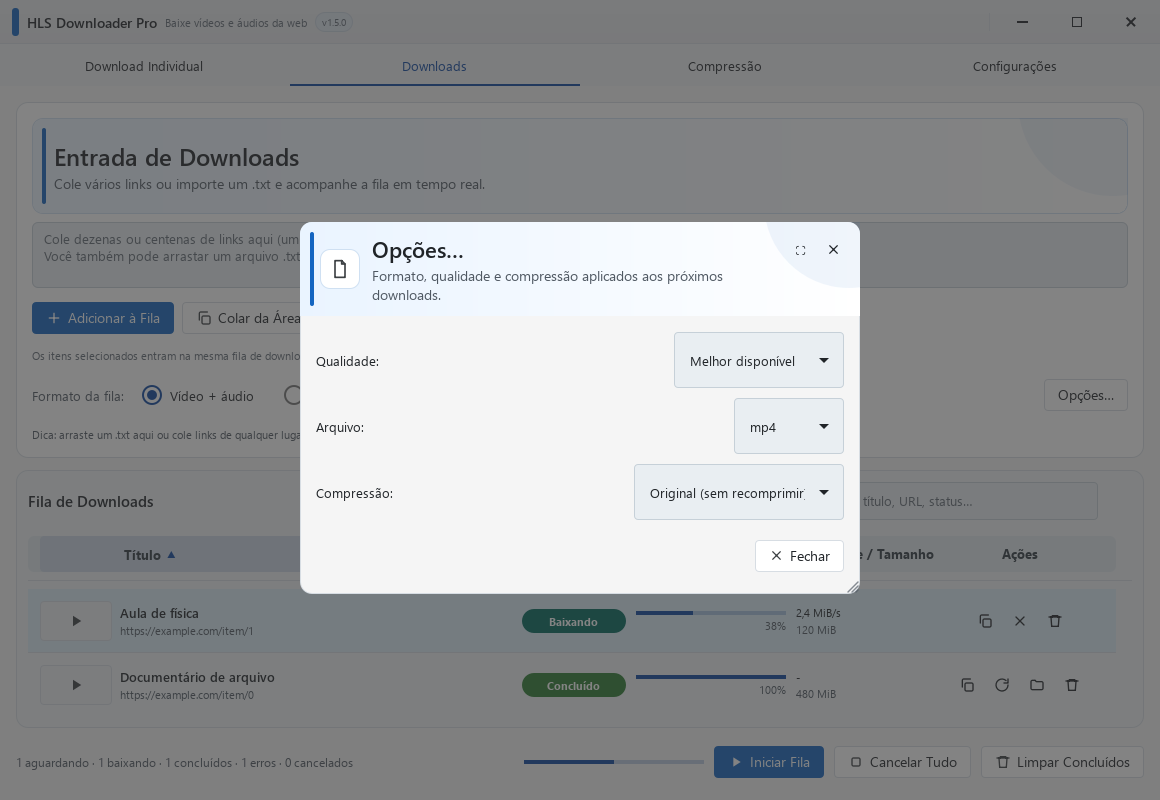 HLS Downloader Pro Baixe vídeos e áudios da web v1.5.0
Download Individual Downloads Compressão Configurações
Entrada de Downloads
Cole vários links ou importe um .txt e acompanhe a fila em tempo real.
Cole dezenas ou centenas de links aqui (um
Você também pode arrastar um arquivo .txt
Adicionar à Fila Colar da Área
Os itens selecionados entram na mesma fila de downlo
Formato da fila: Vídeo + áudio Opções...
Dica: arraste um .txt aqui ou cole links de qualquer luga
Opções...
Formato, qualidade e compressão aplicados aos próximos
downloads.
Qualidade: Melhor disponível
Arquivo: mp4
Compressão: Original (sem recomprimir
Fechar
Fila de Downloads título, URL, status...
Título e / Tamanho Ações
Aula de física
https://example.com/item/1
Baixando 38% 2,4 MiB/s
120 MiB
Documentário de arquivo
https://example.com/item/0
Concluído 100% -
480 MiB
1 aguardando · 1 baixando · 1 concluídos · 1 erros · 0 cancelados Iniciar Fila Cancelar Tudo Limpar Concluídos